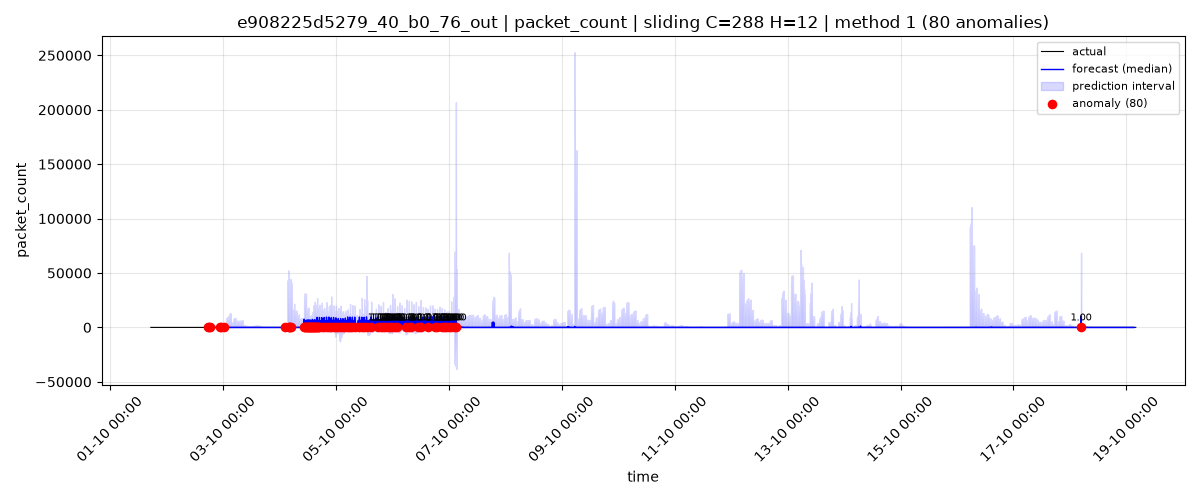 e908225d5279_40_b0_76_out | packet_count | sliding C=288 H=12 | method 1 (80 anomalies)
actual
forecast (median)
prediction interval
anomaly (80)
packet_count
250000
200000
150000
100000
50000
0
−50000
1.00
01-10 00:00
03-10 00:00
05-10 00:00
07-10 00:00
09-10 00:00
11-10 00:00
13-10 00:00
15-10 00:00
17-10 00:00
19-10 00:00
time